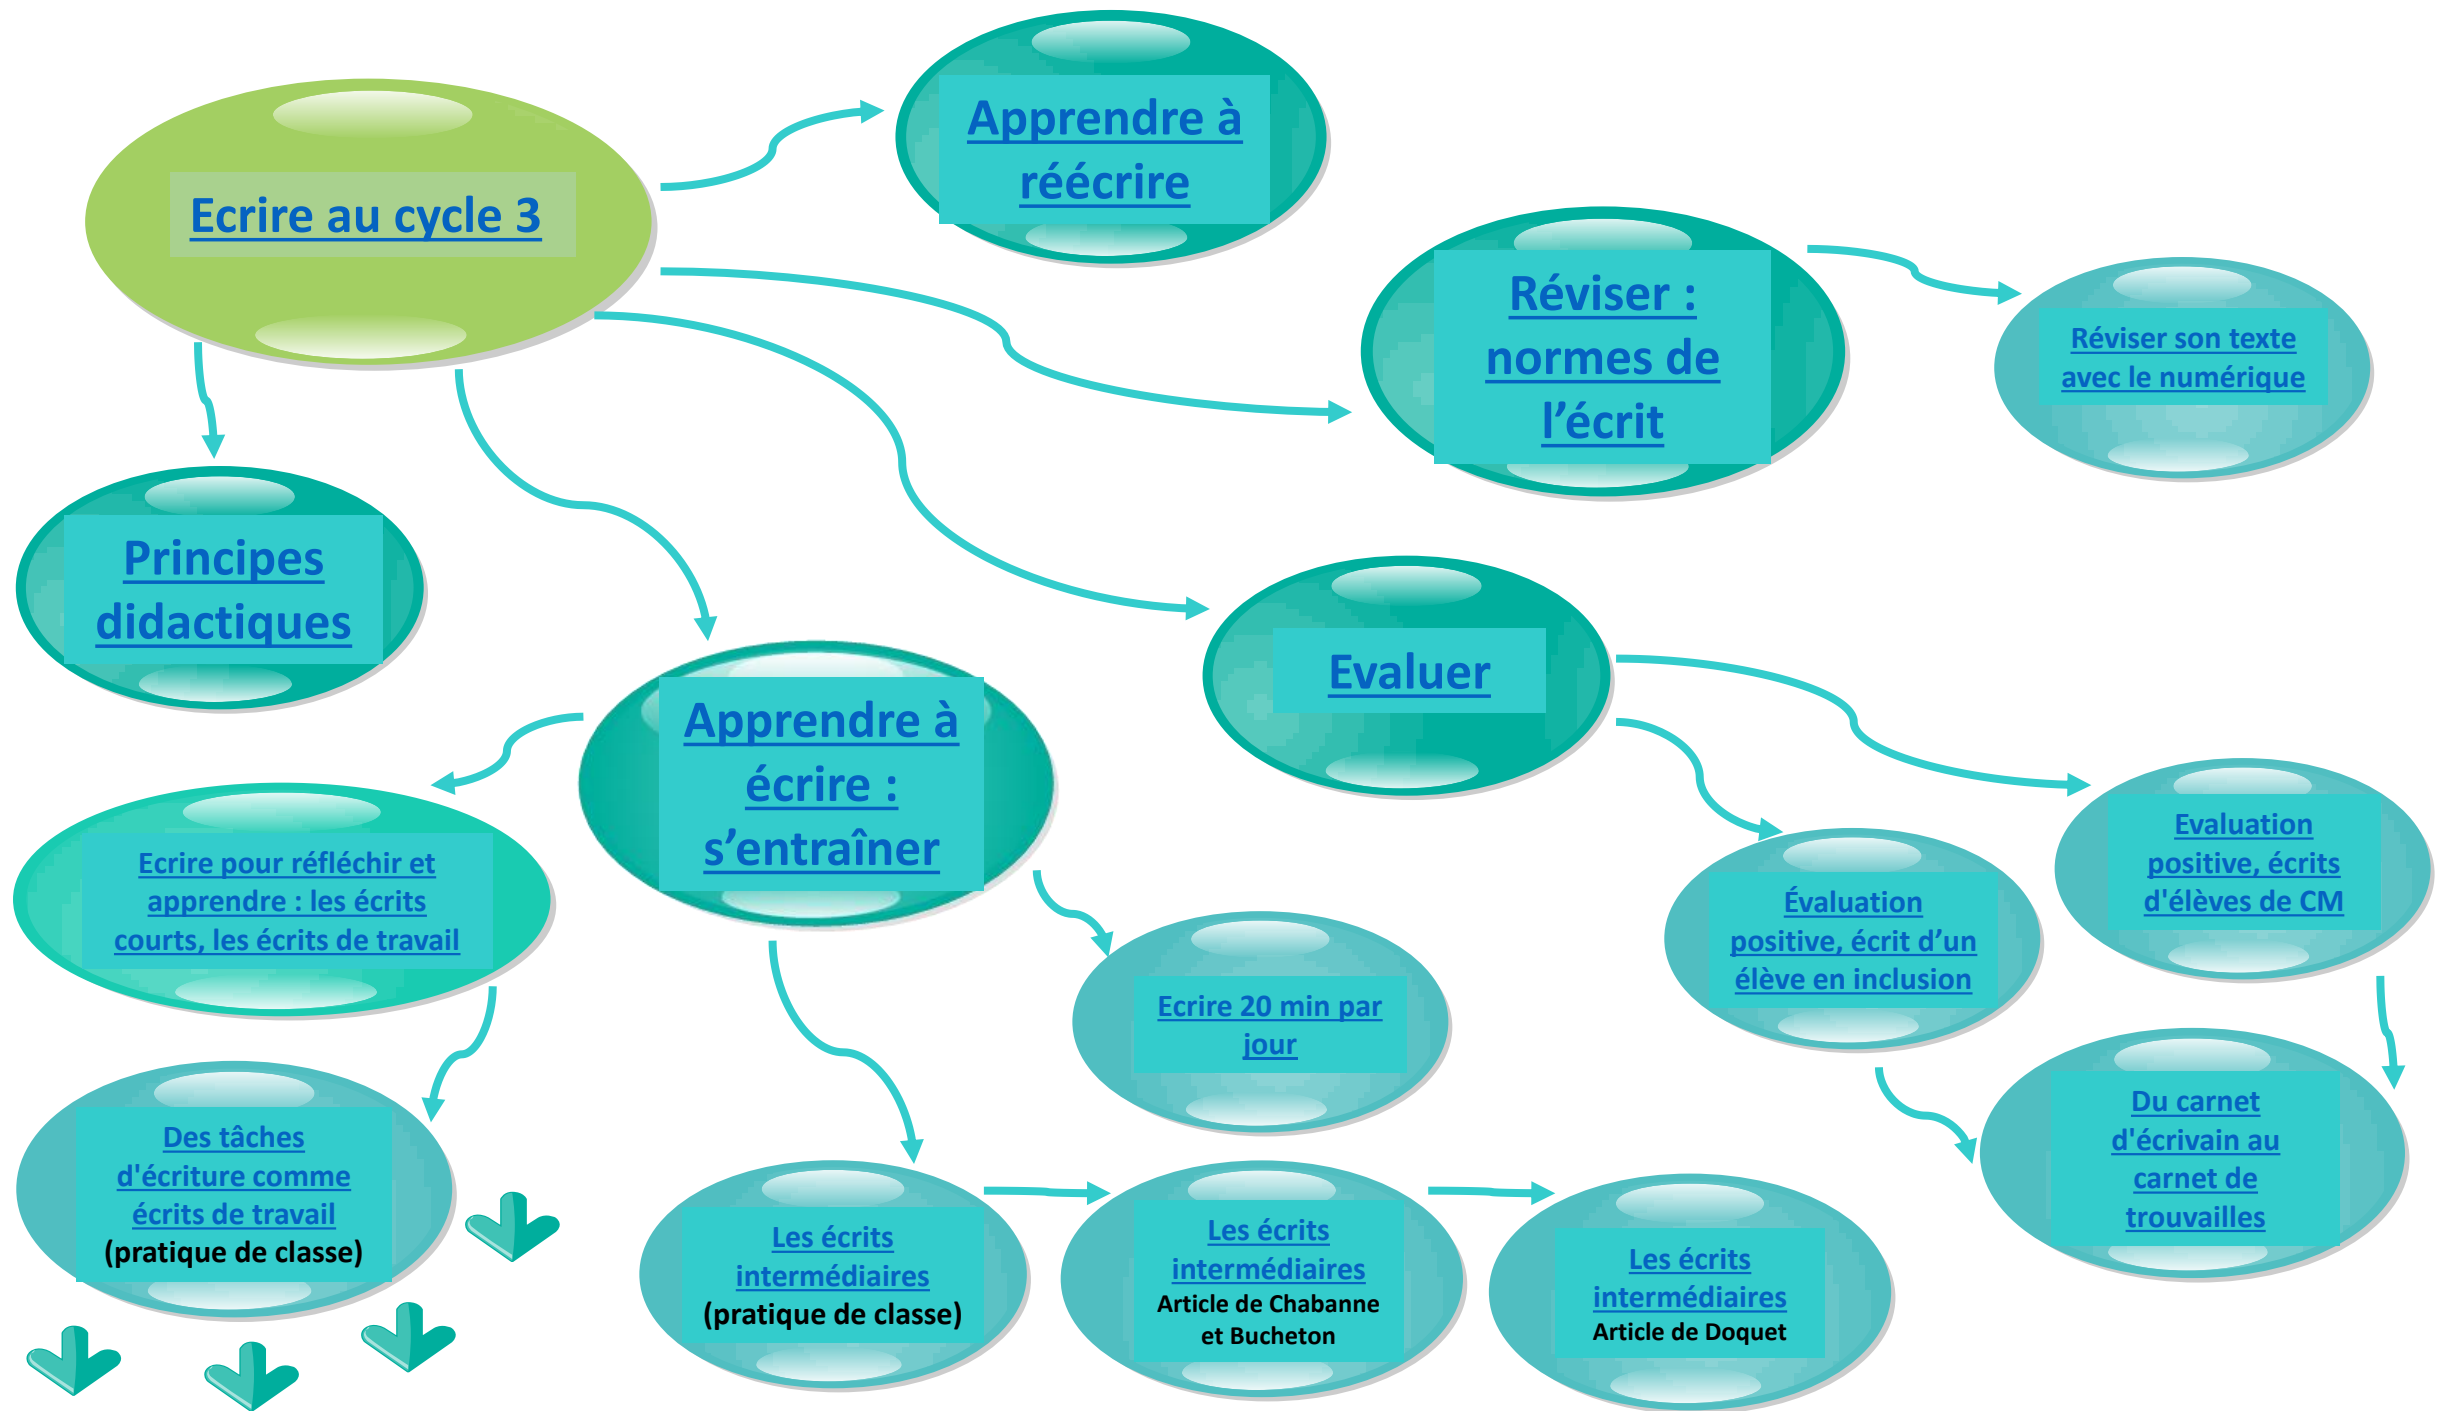 Ecrire au cycle 3
Apprendre à
réécrire
Réviser :
normes de
l’écrit
Réviser son texte
avec le numérique
Principes
didactiques
Apprendre à
écrire :
s’entraîner
Evaluer
Ecrire pour réfléchir et
apprendre : les écrits
courts, les écrits de travail
Ecrire 20 min par
jour
Évaluation
positive, écrit d’un
élève en inclusion
Evaluation
positive, écrits
d'élèves de CM
Des tâches
d'écriture comme
écrits de travail
(pratique de classe)
Les écrits
intermédiaires
(pratique de classe)
Les écrits
intermédiaires
Article de Chabanne
et Bucheton
Les écrits
intermédiaires
Article de Doquet
Du carnet
d'écrivain au
carnet de
trouvailles